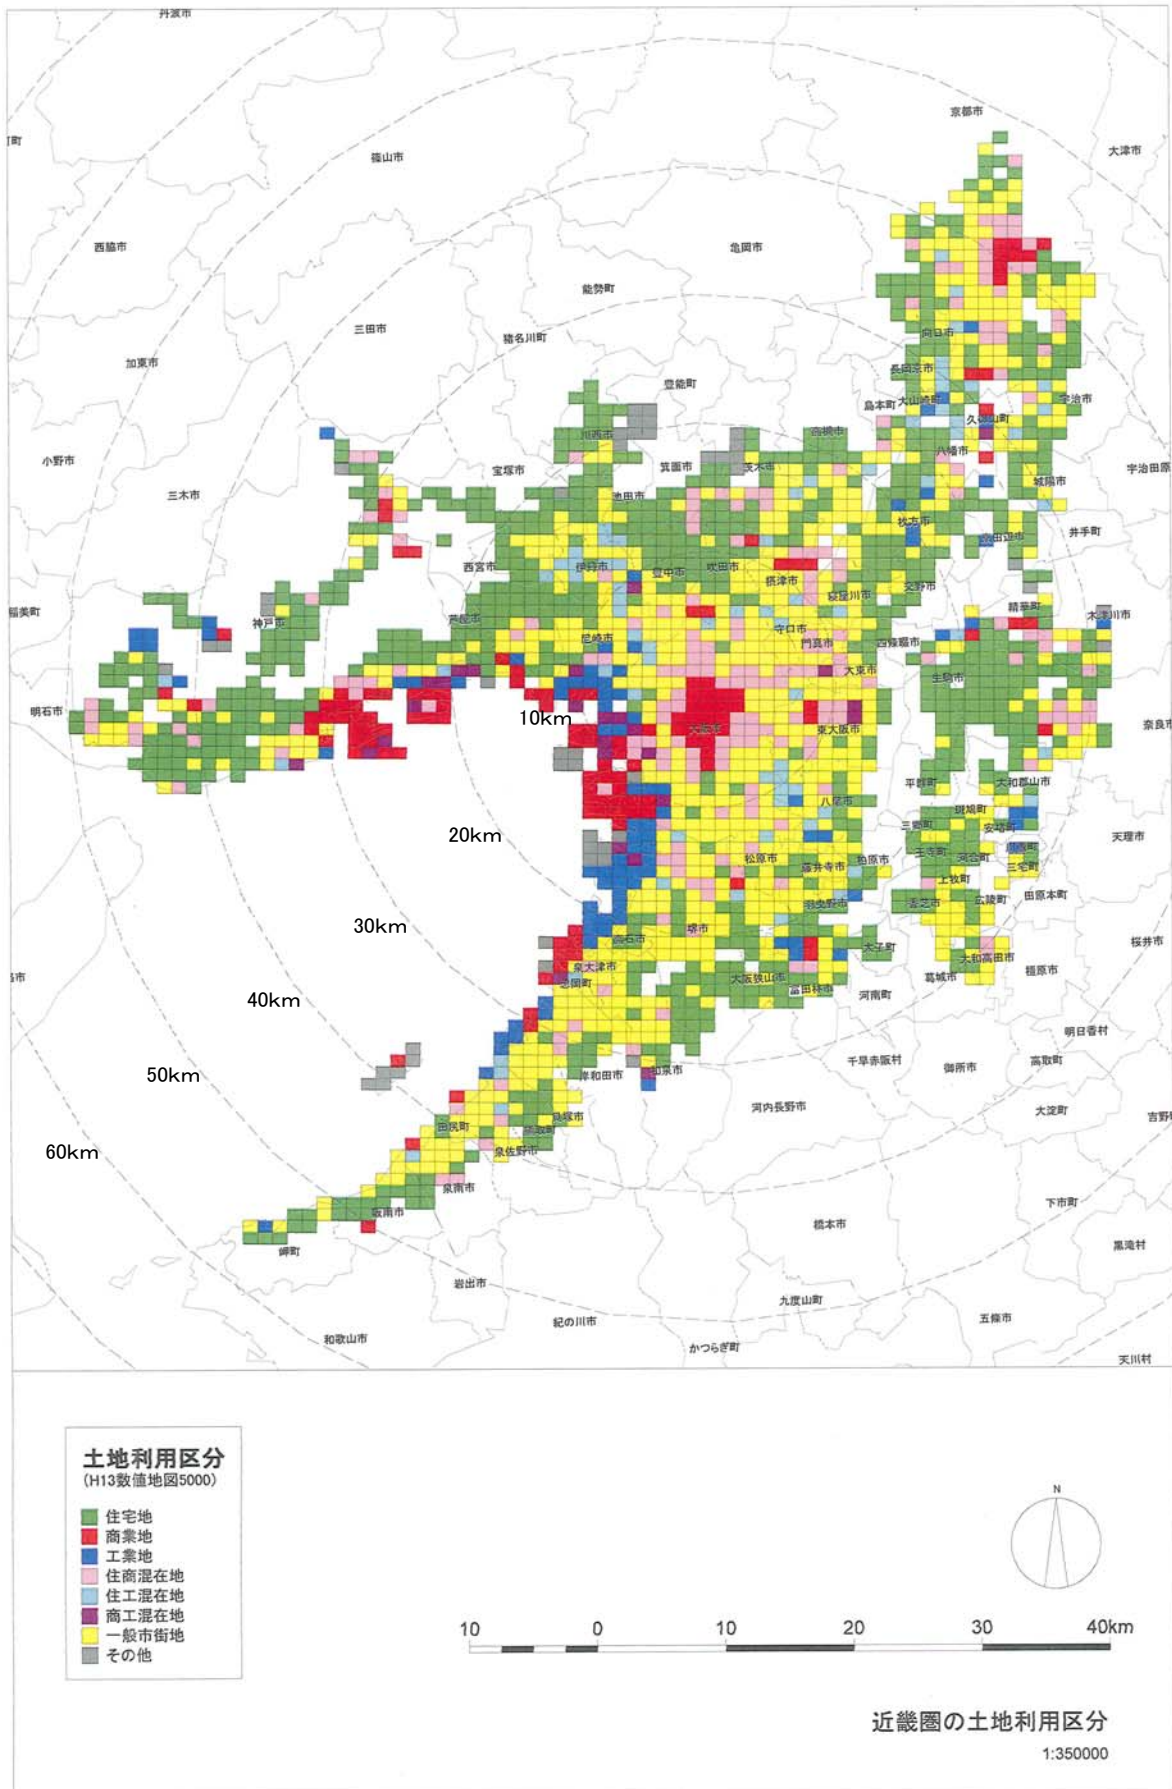 丹波市
京都市
大津市
篠山市
西脇市
亀岡市
能勢町
三田市
猪名川町
向日市
加東市
長岡京市
豊能町
島本町
大山崎町
宇治市
久御山町
川西市
高槻市
八幡市
小野市
宝塚市
箕面市
茨木市
宇治田原
城陽市
三木市
池田市
枚方市
京田辺市
井手町
西宮市
伊丹市
豊中市
吹田市
摂津市
交野市
寝屋川市
稲美町
神戸市
芦屋市
精華町
木津川市
尼崎市
守口市
門真市
四條畷市
大東市
生駒市
明石市
10km
大阪市
東大阪市
奈良市
平群町
大和郡山市
八尾市
斑鳩町
20km
三郷町
安堵町
天理市
松原市
藤井寺市
柏原市
王寺町
河合町
川西町
三宅町
上牧町
羽曳野市
香芝市
広陵町
田原本町
30km
堺市
高石市
太子町
桜井市
泉大津市
大和高田市
忠岡町
大阪狭山市
富田林市
葛城市
橿原市
40km
河南町
明日香村
千早赤阪村
御所市
高取町
50km
岸和田市
和泉市
河内長野市
大淀町
貝塚市
田尻町
熊取町
60km
泉佐野市
泉南市
下市町
阪南市
橋本市
岬町
黒滝村
岩出市
九度山町
紀の川市
五條市
和歌山市
かつらぎ町
天川村
土地利用区分
(H13数値地図5000)
住宅地
商業地
工業地
住商混在地
住工混在地
商工混在地
一般市街地
その他
N
10 0 10 20 30 40km
近畿圏の土地利用区分
1:350000